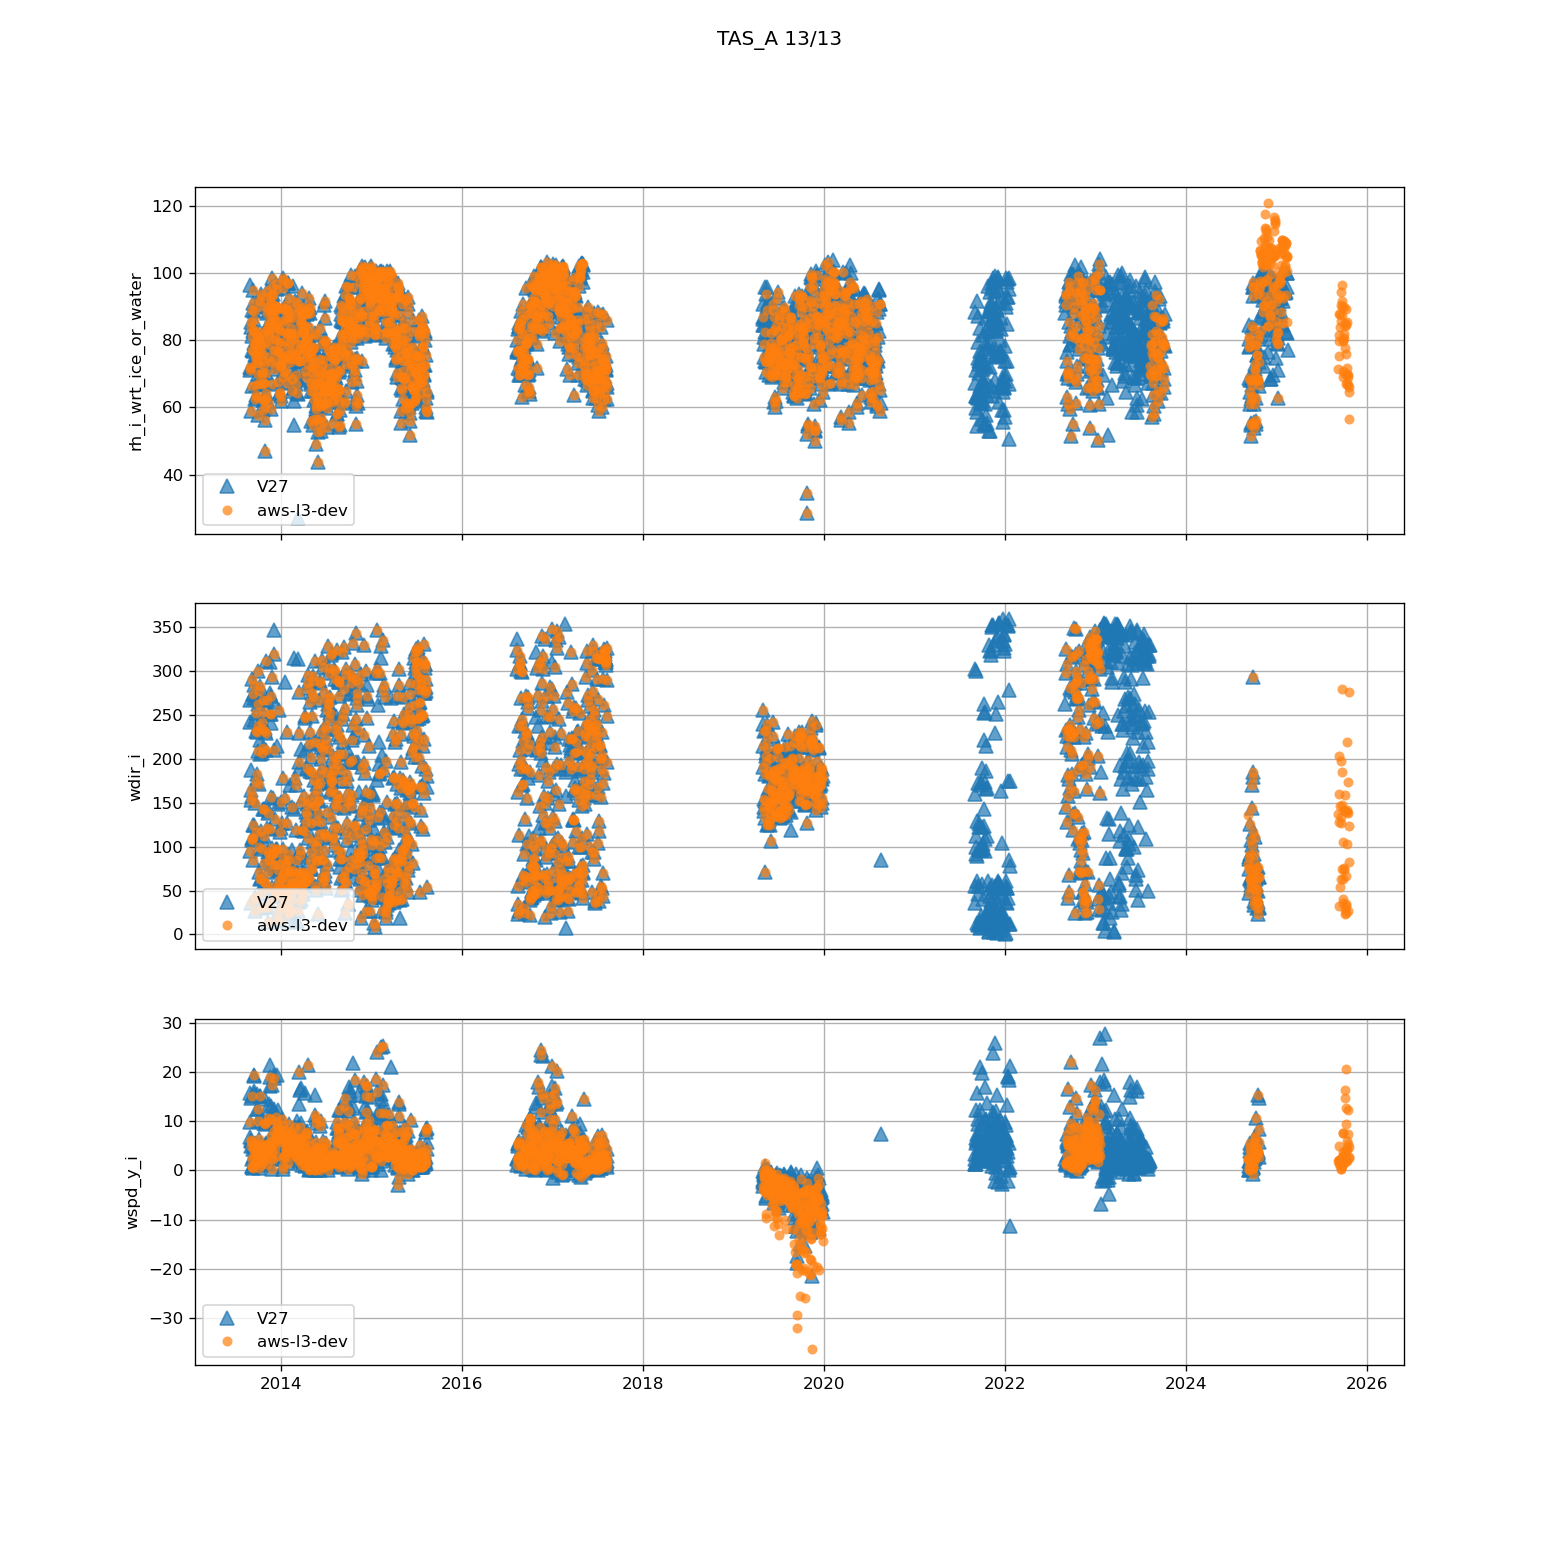 TAS_A 13/13
120
100
80
60
40
rh_i_wrt_ice_or_water
V27
aws-l3-dev
350
300
250
200
150
100
50
0
wdir_i
V27
aws-l3-dev
30
20
10
0
−10
−20
−30
wspd_y_i
V27
aws-l3-dev
2014 2016 2018 2020 2022 2024 2026